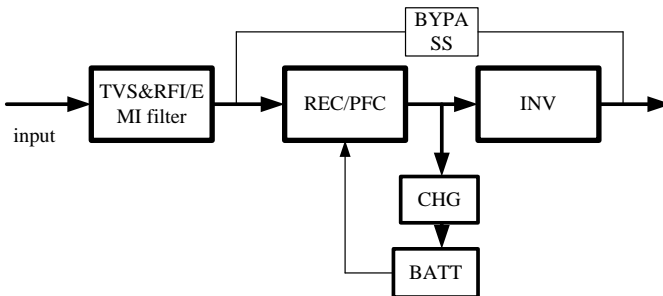 BYPA
SS
TVS&RFI/E
MI filter
REC/PFC
INV
input
CHG
BATT